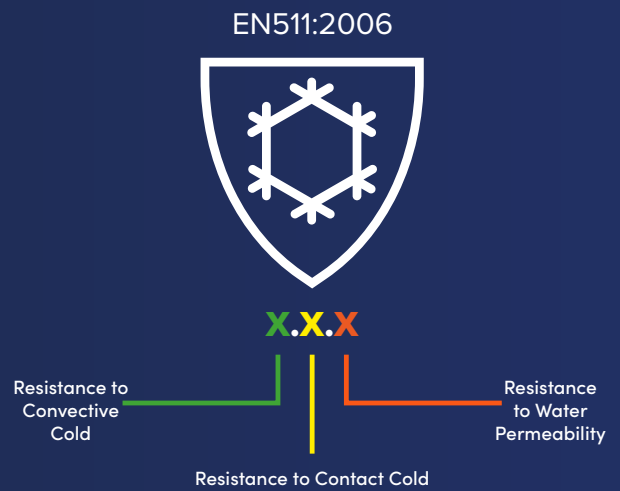 EN511:2006
X.X.X
Resistance to
Convective
Cold
Resistance
to Water
Permeability
Resistance to Contact Cold